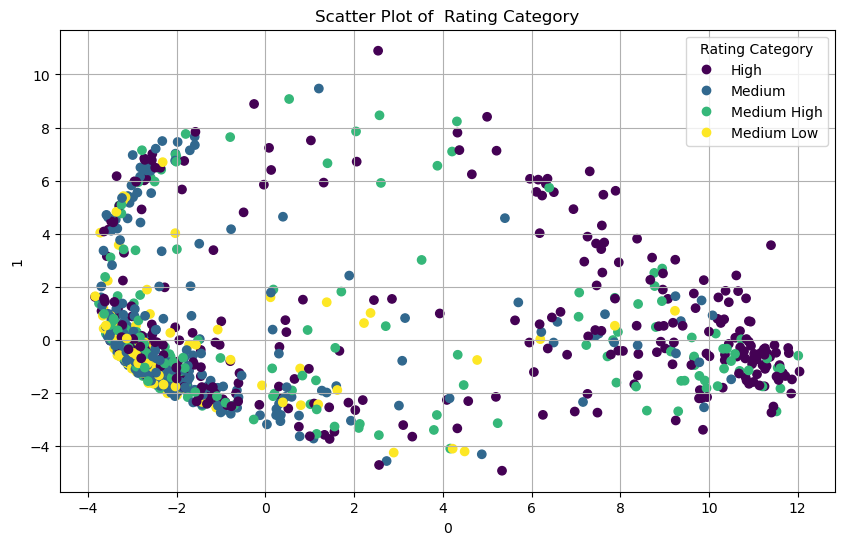 Scatter Plot of  Rating Category
Rating Category
High
Medium
Medium High
Medium Low
10
8
6
4
2
0
−2
−4
1
−4 −2 0 2 4 6 8 10 12
0